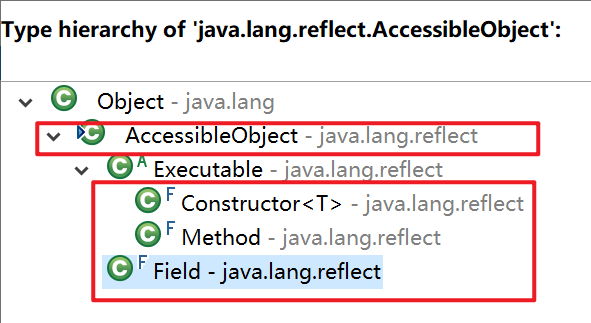 Type hierarchy of 'java.lang.reflect.AccessibleObject':
C Object - java.lang
C AccessibleObject - java.lang.reflect
C A Executable - java.lang.reflect
C F Constructor<T> - java.lang.reflect
C F Method - java.lang.reflect
C F Field - java.lang.reflect